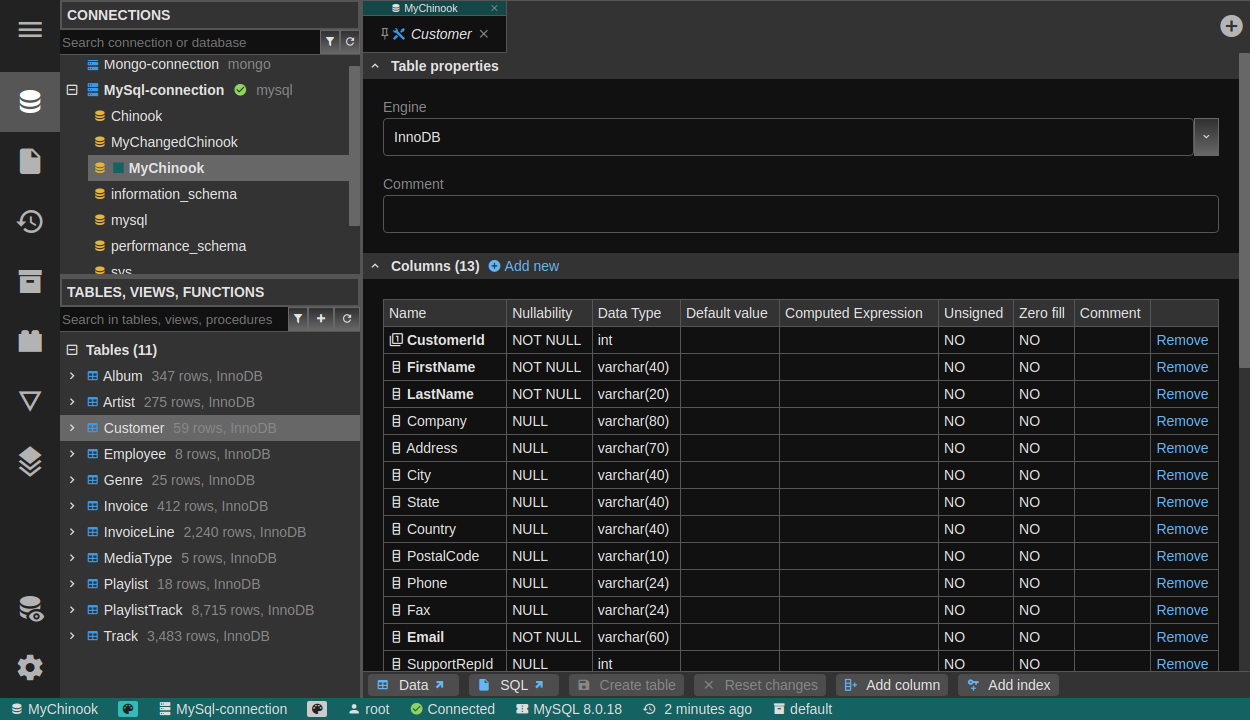 CONNECTIONS
Search connection or database
Mongo-connection mongo
MySql-connection mysql
Chinook
MyChangedChinook
MyChinook
information_schema
mysql
performance_schema
sys
TABLES, VIEWS, FUNCTIONS
Search in tables, views, procedures
Tables (11)
Album 347 rows, InnoDB
Artist 275 rows, InnoDB
Customer 59 rows, InnoDB
Employee 8 rows, InnoDB
Genre 25 rows, InnoDB
Invoice 412 rows, InnoDB
InvoiceLine 2,240 rows, InnoDB
MediaType 5 rows, InnoDB
Playlist 18 rows, InnoDB
PlaylistTrack 8,715 rows, InnoDB
Track 3,483 rows, InnoDB
MyChinook
Customer
Table properties
Engine
InnoDB
Comment
Columns (13) Add new
Name Nullability Data Type Default value Computed Expression Unsigned Zero fill Comment
CustomerId NOT NULL int NO NO Remove
FirstName NOT NULL varchar(40) NO NO Remove
LastName NOT NULL varchar(20) NO NO Remove
Company NULL varchar(80) NO NO Remove
Address NULL varchar(70) NO NO Remove
City NULL varchar(40) NO NO Remove
State NULL varchar(40) NO NO Remove
Country NULL varchar(40) NO NO Remove
PostalCode NULL varchar(10) NO NO Remove
Phone NULL varchar(24) NO NO Remove
Fax NULL varchar(24) NO NO Remove
Email NOT NULL varchar(60) NO NO Remove
SupportRepId NULL int NO NO Remove
Data SQL Create table Reset changes Add column Add index
MyChinook MySql-connection root Connected MySQL 8.0.18 2 minutes ago default